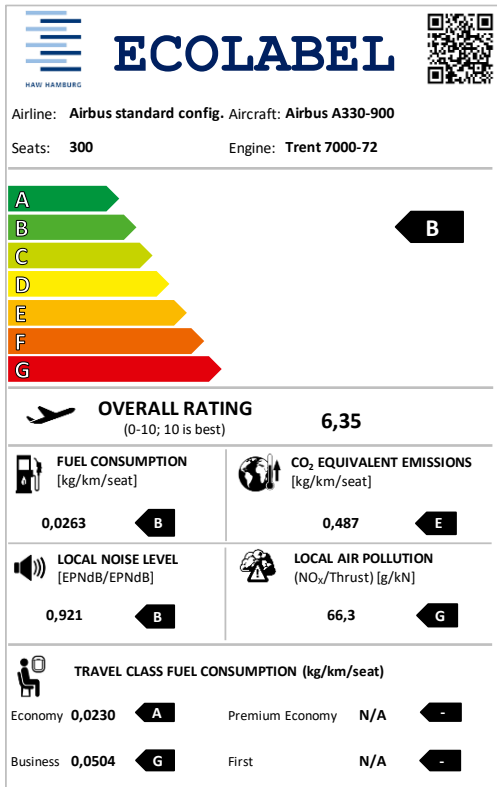 ECOLABEL
HAW HAMBURG
Airline: Airbus standard config. Aircraft: Airbus A330-900
Seats: 300 Engine: Trent 7000-72
A
B B
C
D
E
F
G
OVERALL RATING
(0-10; 10 is best) 6,35
FUEL CONSUMPTION
[kg/km/seat]
0,0263 B
CO₂ EQUIVALENT EMISSIONS
[kg/km/seat]
0,487 E
LOCAL NOISE LEVEL
[EPNdB/EPNdB]
0,921 B
LOCAL AIR POLLUTION
(NOₓ/Thrust) [g/kN]
66,3 G
TRAVEL CLASS FUEL CONSUMPTION (kg/km/seat)
Economy 0,0230 A Premium Economy N/A -
Business 0,0504 G First N/A -